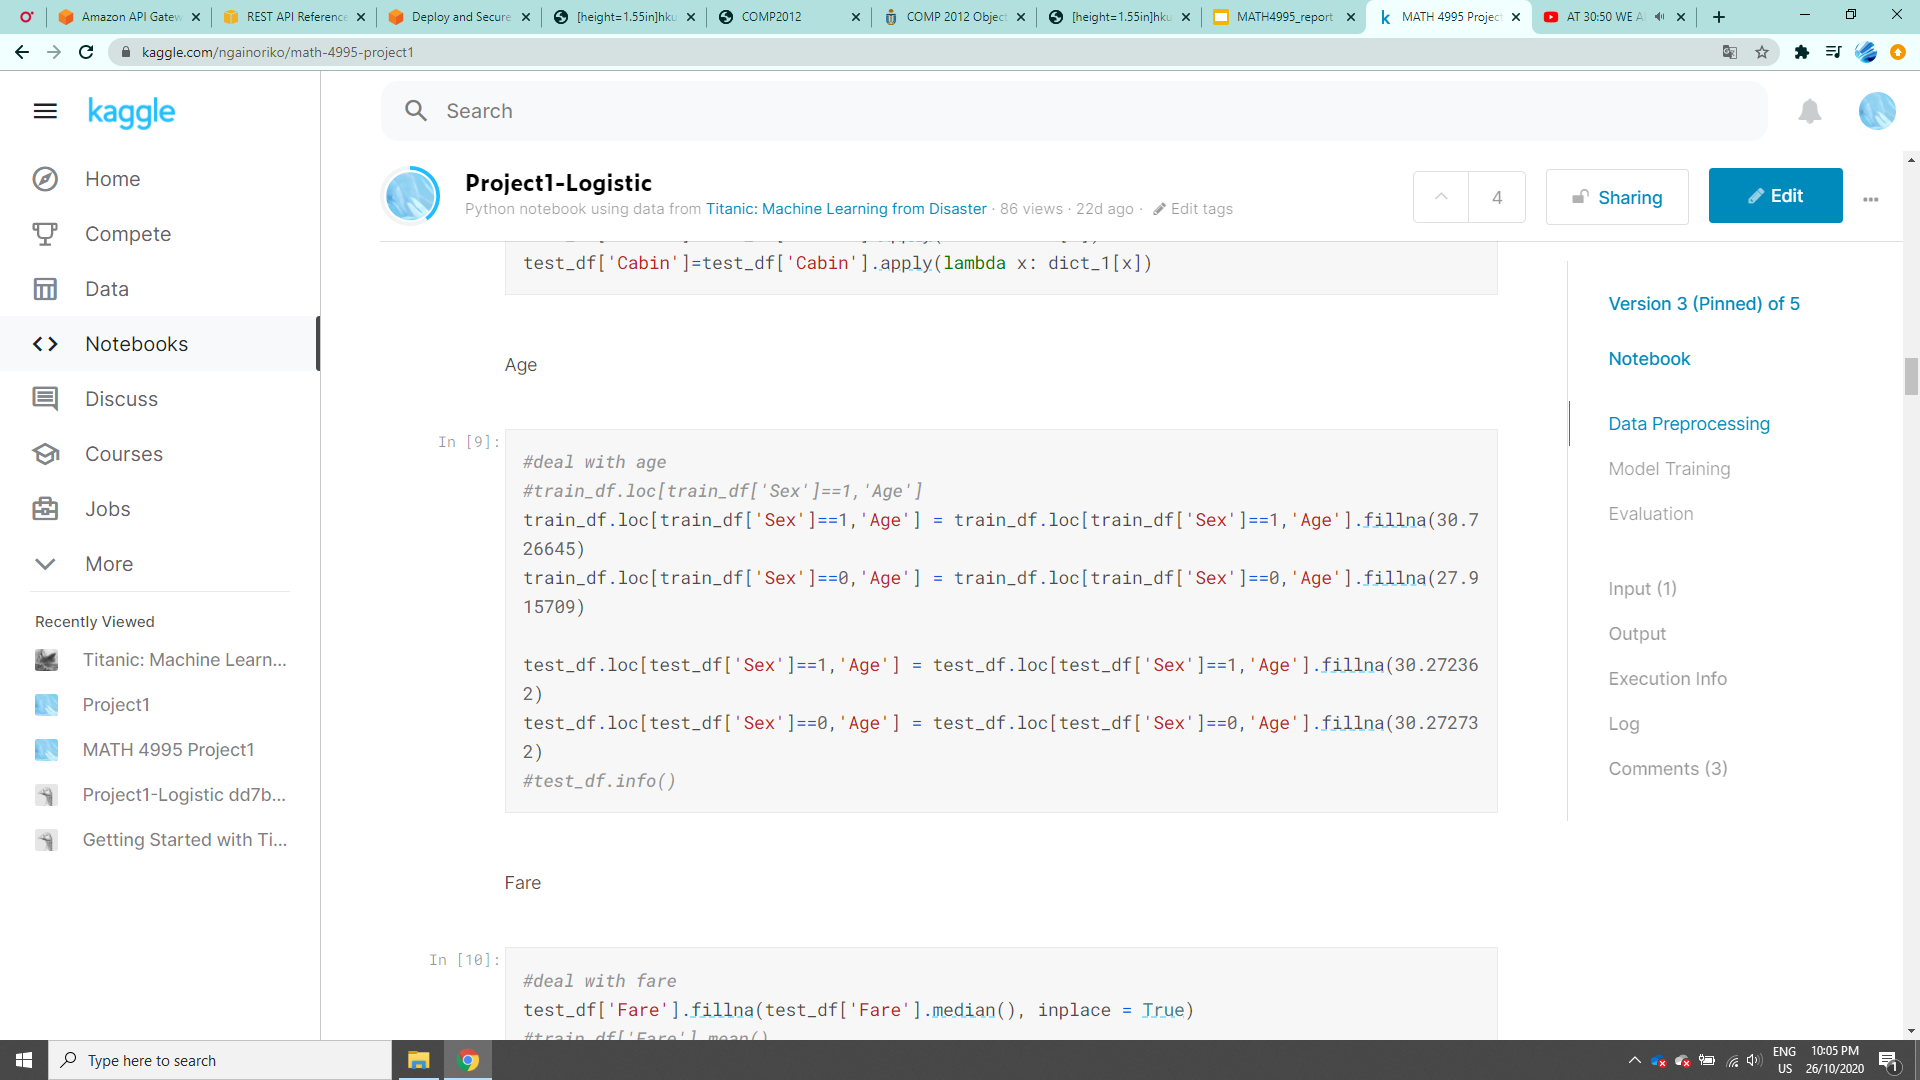 Amazon API Gatew
REST API Reference
Deploy and Secure
[height=1.55in]hku
COMP2012
COMP 2012 Object
[height=1.55in]hku
MATH4995_report
MATH 4995 Project
AT 30:50 WE A
kaggle.com/ngainoriko/math-4995-project1
kaggle
Search
Home
Compete
Data
Notebooks
Discuss
Courses
Jobs
More
Recently Viewed
Titanic: Machine Learn...
Project1
MATH 4995 Project1
Project1-Logistic dd7b...
Getting Started with Ti...
Project1-Logistic
Python notebook using data from Titanic: Machine Learning from Disaster · 86 views · 22d ago · Edit tags
4
Sharing
Edit
test_df['Cabin']=test_df['Cabin'].apply(lambda x: dict_1[x])
Age
In [9]:
#deal with age
#train_df.loc[train_df['Sex']==1,'Age']
train_df.loc[train_df['Sex']==1,'Age'] = train_df.loc[train_df['Sex']==1,'Age'].fillna(30.7
26645)
train_df.loc[train_df['Sex']==0,'Age'] = train_df.loc[train_df['Sex']==0,'Age'].fillna(27.9
15709)
test_df.loc[test_df['Sex']==1,'Age'] = test_df.loc[test_df['Sex']==1,'Age'].fillna(30.27236
2)
test_df.loc[test_df['Sex']==0,'Age'] = test_df.loc[test_df['Sex']==0,'Age'].fillna(30.27273
2)
#test_df.info()
Fare
In [10]:
#deal with fare
test_df['Fare'].fillna(test_df['Fare'].median(), inplace = True)
#train_df['Fare'].mean()
Version 3 (Pinned) of 5
Notebook
Data Preprocessing
Model Training
Evaluation
Input (1)
Output
Execution Info
Log
Comments (3)
Type here to search
ENG
US
10:05 PM
26/10/2020
1